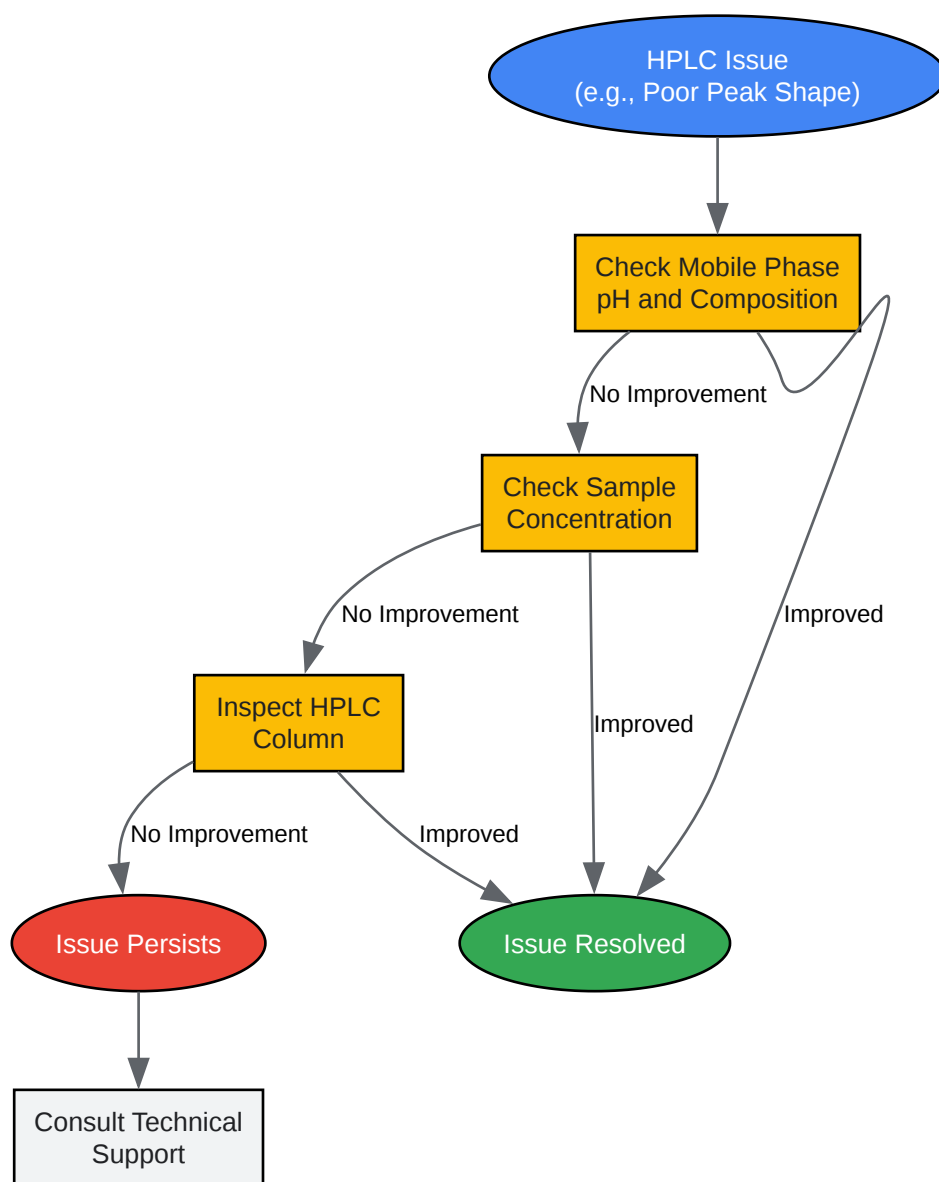 HPLC Issue
(e.g., Poor Peak Shape)
Check Mobile Phase
pH and Composition
No Improvement
Check Sample
Concentration
No Improvement
Improved
Inspect HPLC
Column
Improved
No Improvement
Improved
Issue Persists
Issue Resolved
Consult Technical
Support